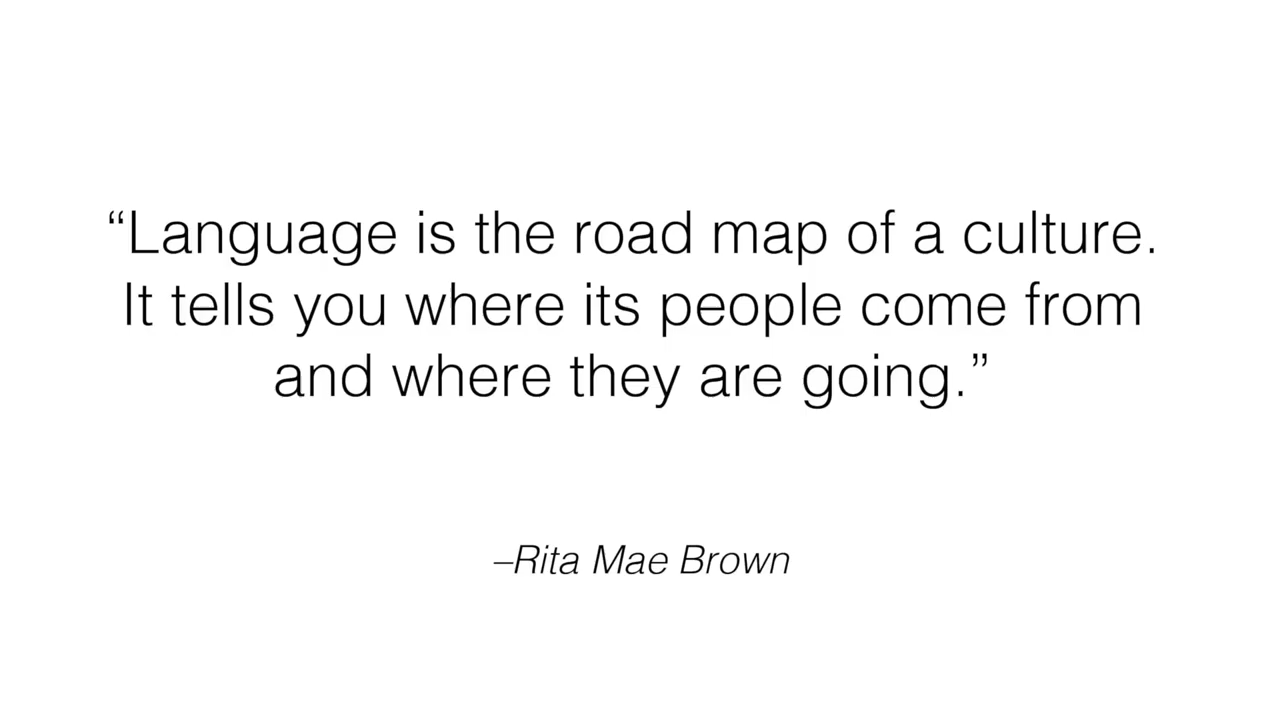 “Language is the road map of a culture.
It tells you where its people come from
and where they are going.”
–Rita Mae Brown